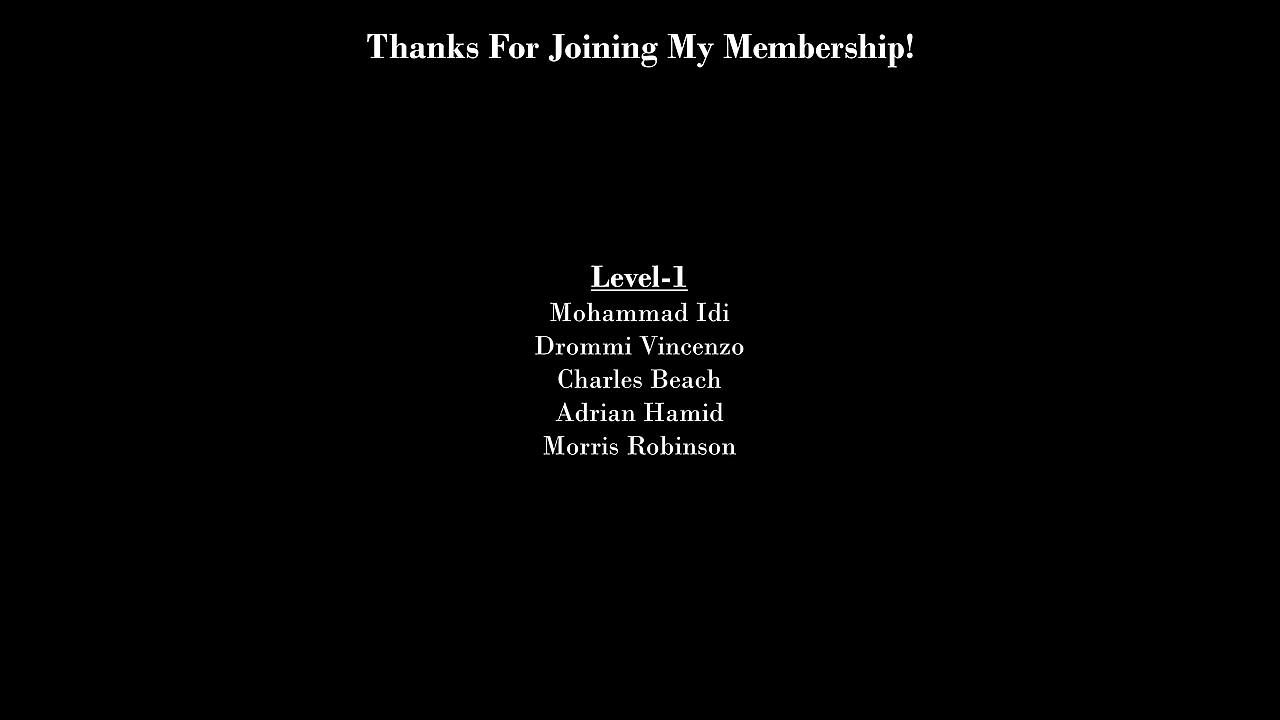 Thanks For Joining My Membership!
Level-1
Mohammad Idi
Drommi Vincenzo
Charles Beach
Adrian Hamid
Morris Robinson